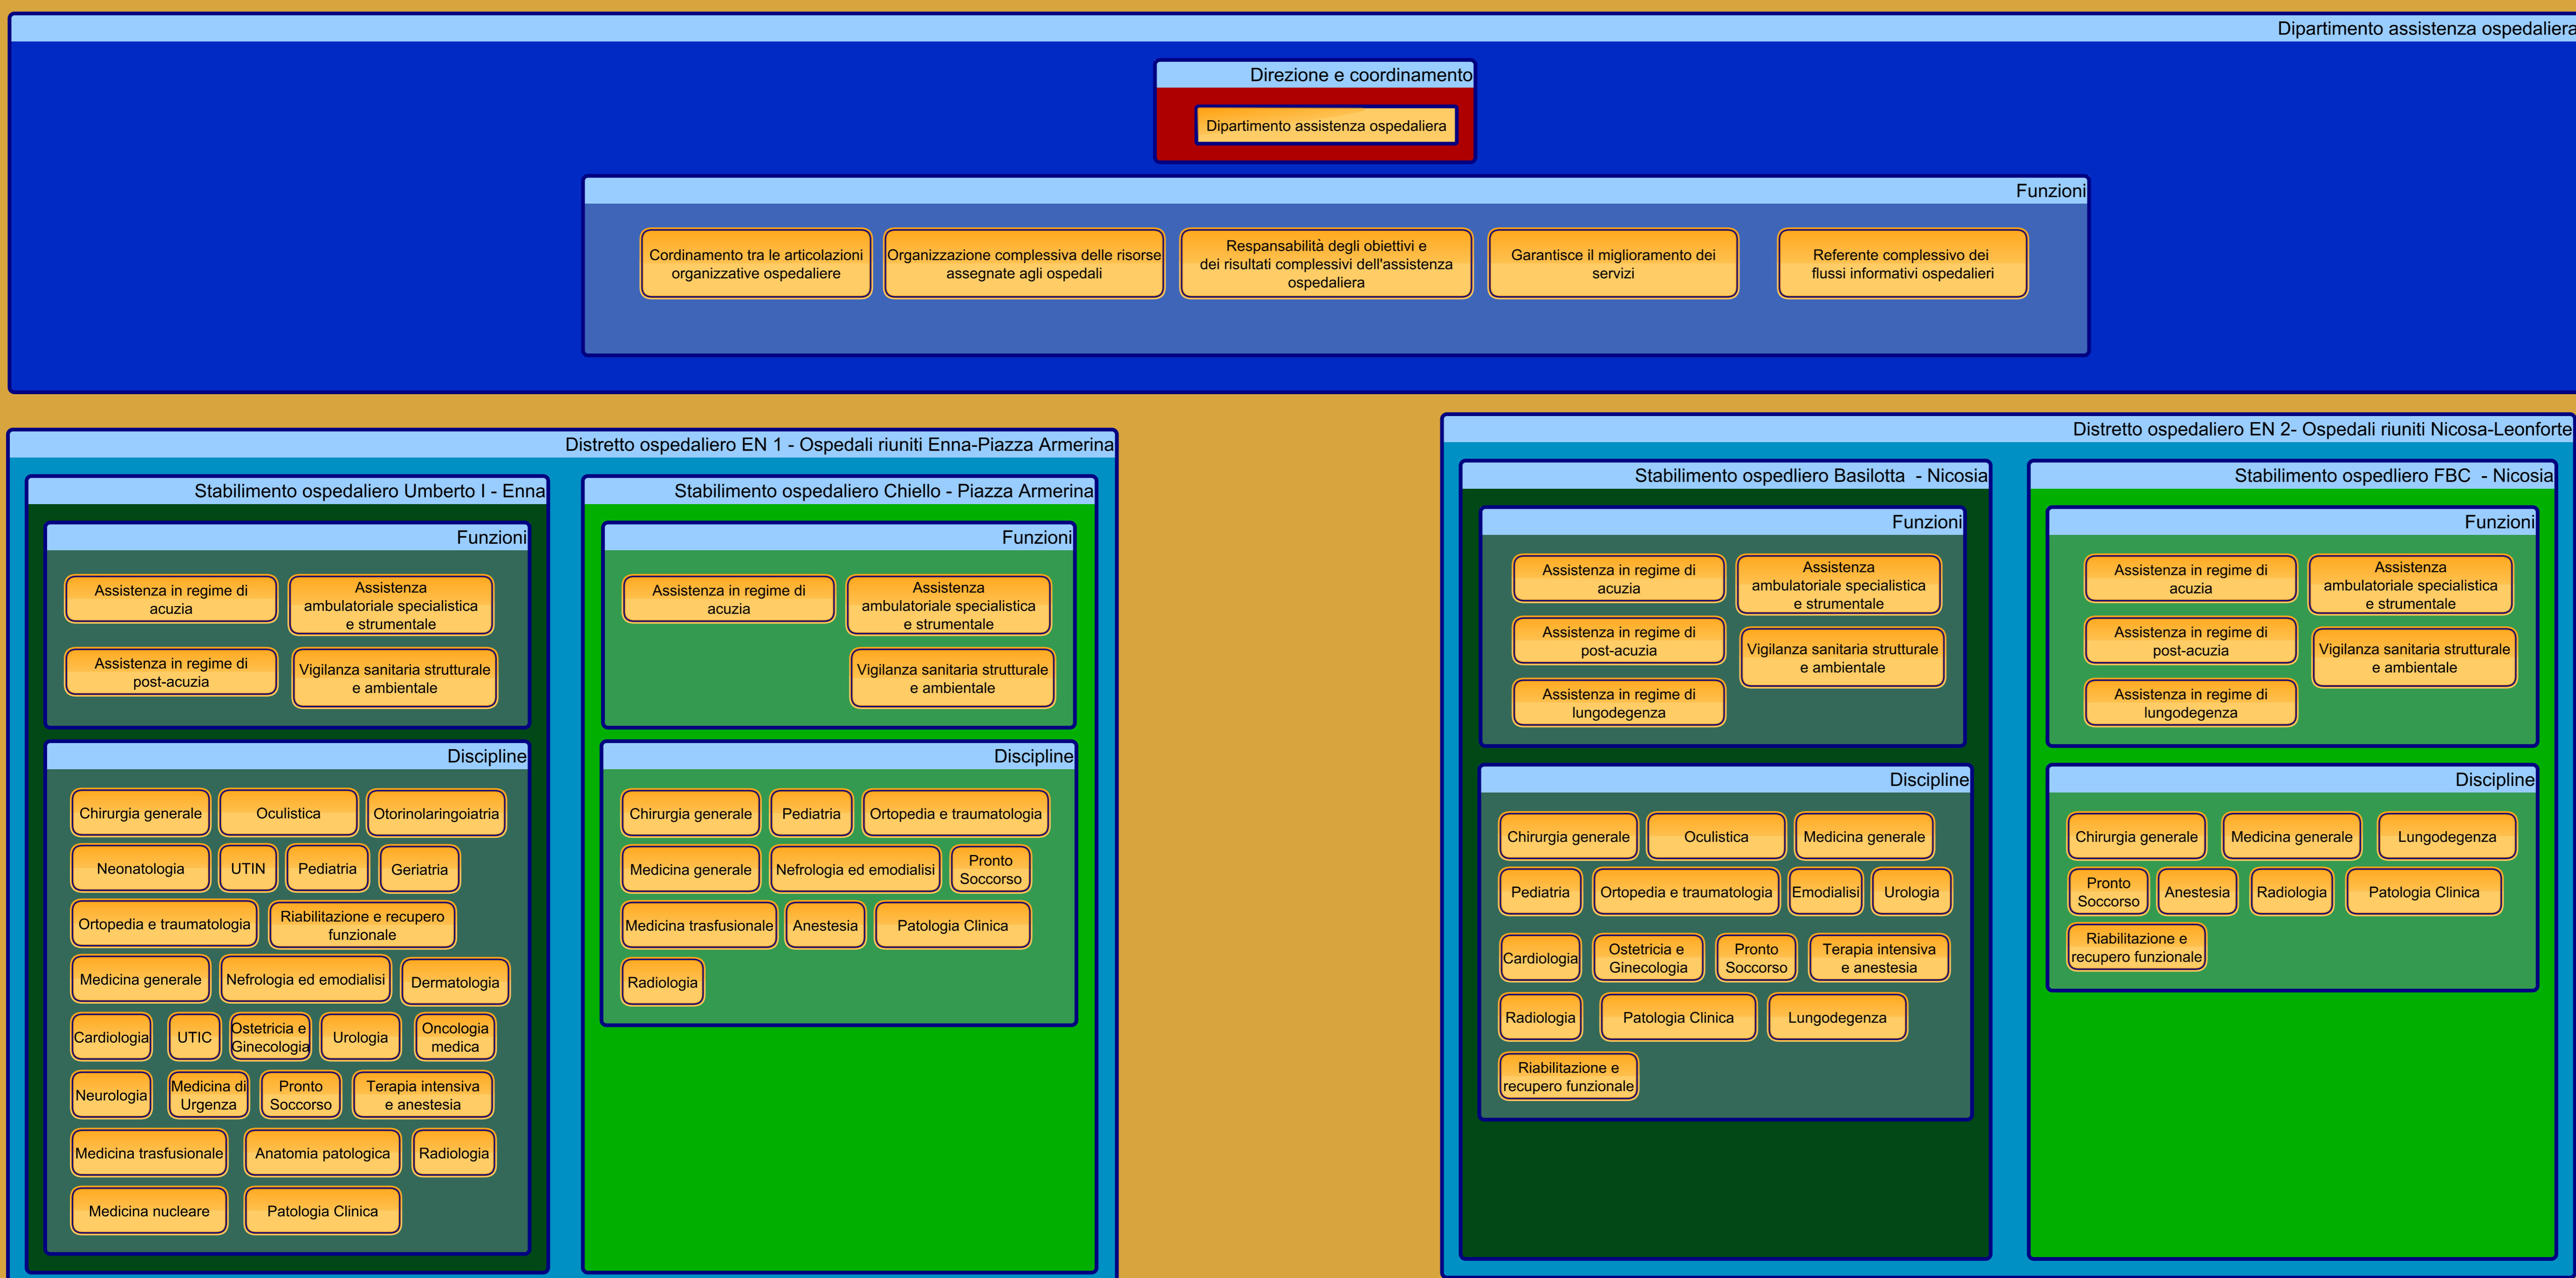 Dipartimento assistenza ospedaliera
Direzione e coordinamento
Dipartimento assistenza ospedaliera
Funzioni
Cordinamento tra le articolazioni
organizzative ospedaliere
Organizzazione complessiva delle risorse
assegnate agli ospedali
Respansabilità degli obiettivi e
dei risultati complessivi dell'assistenza
ospedaliera
Garantisce il miglioramento dei
servizi
Referente complessivo dei
flussi informativi ospedalieri
Distretto ospedaliero EN 1 - Ospedali riuniti Enna-Piazza Armerina
Stabilimento ospedaliero Umberto I - Enna
Funzioni
Assistenza in regime di
acuzia
Assistenza
ambulatoriale specialistica
e strumentale
Assistenza in regime di
post-acuzia
Vigilanza sanitaria strutturale
e ambientale
Discipline
Chirurgia generale
Oculistica
Otorinolaringoiatria
Neonatologia
UTIN
Pediatria
Geriatria
Ortopedia e traumatologia
Riabilitazione e recupero
funzionale
Medicina generale
Nefrologia ed emodialisi
Dermatologia
Cardiologia
UTIC
Ostetricia e
Ginecologia
Urologia
Oncologia
medica
Neurologia
Medicina di
Urgenza
Pronto
Soccorso
Terapia intensiva
e anestesia
Medicina trasfusionale
Anatomia patologica
Radiologia
Medicina nucleare
Patologia Clinica
Stabilimento ospedaliero Chiello - Piazza Armerina
Funzioni
Assistenza in regime di
acuzia
Assistenza
ambulatoriale specialistica
e strumentale
Vigilanza sanitaria strutturale
e ambientale
Discipline
Chirurgia generale
Pediatria
Ortopedia e traumatologia
Medicina generale
Nefrologia ed emodialisi
Pronto
Soccorso
Medicina trasfusionale
Anestesia
Patologia Clinica
Radiologia
Distretto ospedaliero EN 2- Ospedali riuniti Nicosa-Leonforte
Stabilimento ospedliero Basilotta  - Nicosia
Funzioni
Assistenza in regime di
acuzia
Assistenza
ambulatoriale specialistica
e strumentale
Assistenza in regime di
post-acuzia
Vigilanza sanitaria strutturale
e ambientale
Assistenza in regime di
lungodegenza
Discipline
Chirurgia generale
Oculistica
Medicina generale
Pediatria
Ortopedia e traumatologia
Emodialisi
Urologia
Cardiologia
Ostetricia e
Ginecologia
Pronto
Soccorso
Terapia intensiva
e anestesia
Radiologia
Patologia Clinica
Lungodegenza
Riabilitazione e
recupero funzionale
Stabilimento ospedliero FBC  - Nicosia
Funzioni
Assistenza in regime di
acuzia
Assistenza
ambulatoriale specialistica
e strumentale
Assistenza in regime di
post-acuzia
Vigilanza sanitaria strutturale
e ambientale
Assistenza in regime di
lungodegenza
Discipline
Chirurgia generale
Medicina generale
Lungodegenza
Pronto
Soccorso
Anestesia
Radiologia
Patologia Clinica
Riabilitazione e
recupero funzionale